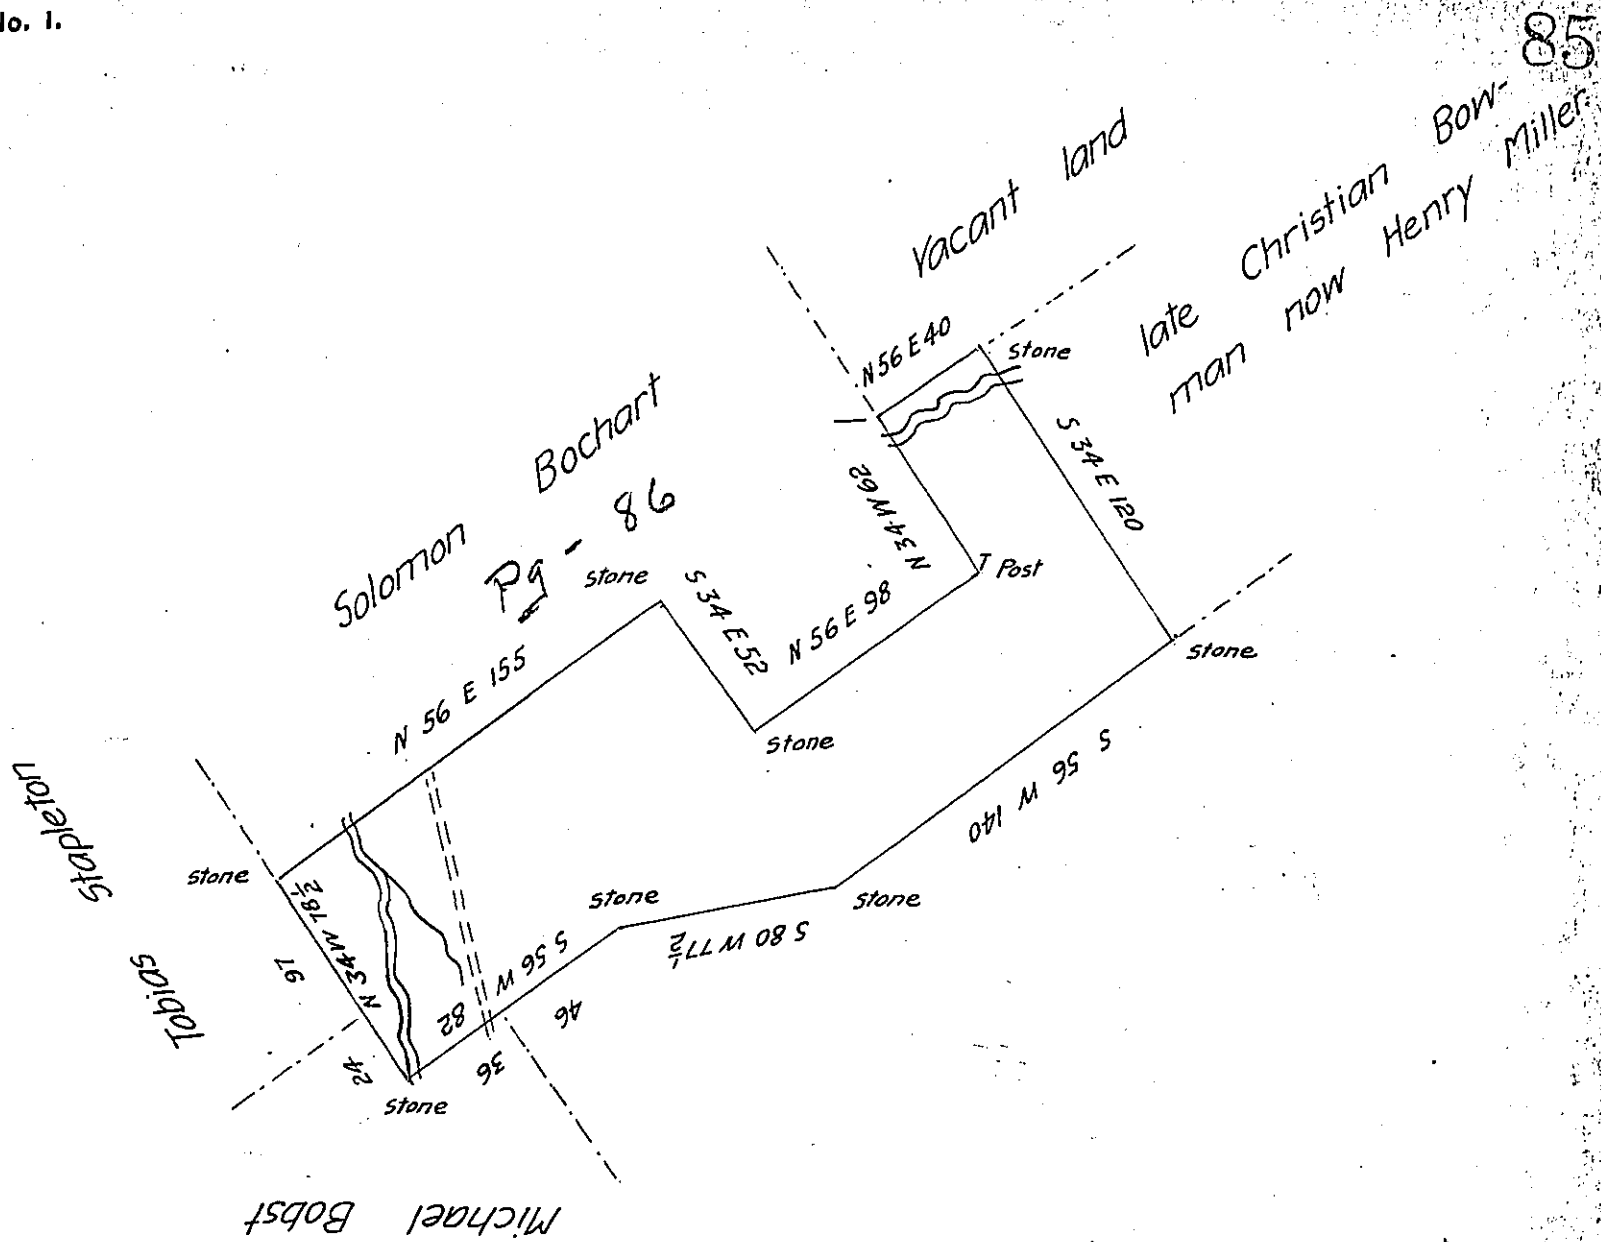 No. 1.
85
Vacant land
late Christian Bow-
man now Henry Miller
N 56 E 40
Stone
S 34 E 120
N 34 W 62
Solomon Bochart
Pg - 86
Stone
S 34 E 52
N 56 E 98
Post
Stone
Stone
N 56 E 155
S 56 W 140
Tobias Stapleton
Stone
N 34 W 78½
Stone
Stone
S 80 W 77½
S 56 W
82
97
24
36
46
Stone
Michael Bobst